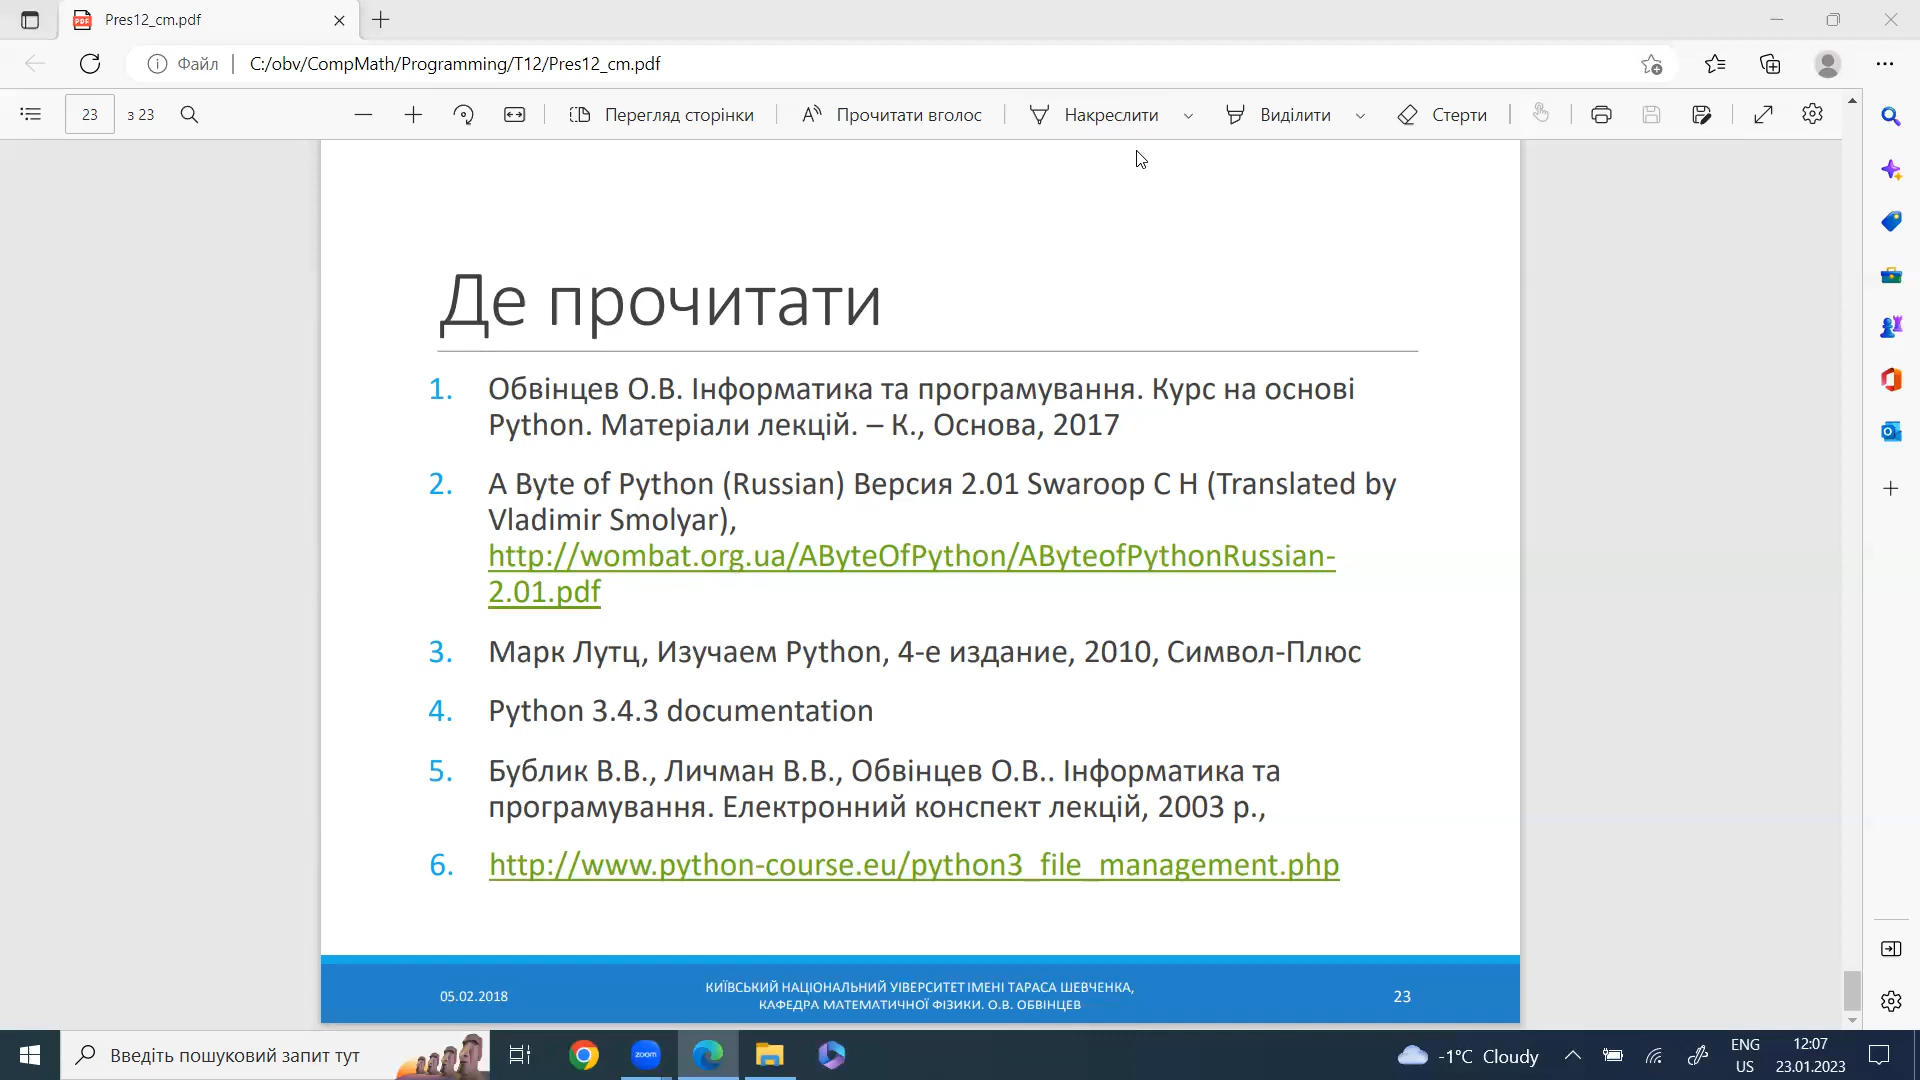 Pres12_cm.pdf
Файл
C:/obv/CompMath/Programming/T12/Pres12_cm.pdf
23
з 23
Перегляд сторінки
Прочитати вголос
Накреслити
Виділити
Стерти
Де прочитати
1. Обвінцев О.В. Інформатика та програмування. Курс на основі
Python. Матеріали лекцій. – К., Основа, 2017
2. A Byte of Python (Russian) Версия 2.01 Swaroop C H (Translated by
Vladimir Smolyar),
http://wombat.org.ua/AByteOfPython/AByteofPythonRussian-
2.01.pdf
3. Марк Лутц, Изучаем Python, 4-е издание, 2010, Символ-Плюс
4. Python 3.4.3 documentation
5. Бублик В.В., Личман В.В., Обвінцев О.В.. Інформатика та
програмування. Електронний конспект лекцій, 2003 р.,
6. http://www.python-course.eu/python3_file_management.php
05.02.2018
КИЇВСЬКИЙ НАЦІОНАЛЬНИЙ УІВЕРСИТЕТ ІМЕНІ ТАРАСА ШЕВЧЕНКА,
КАФЕДРА МАТЕМАТИЧНОЇ ФІЗИКИ. О.В. ОБВІНЦЕВ
23
Введіть пошуковий запит тут
zoom
-1°C Cloudy
ENG
US
12:07
23.01.2023